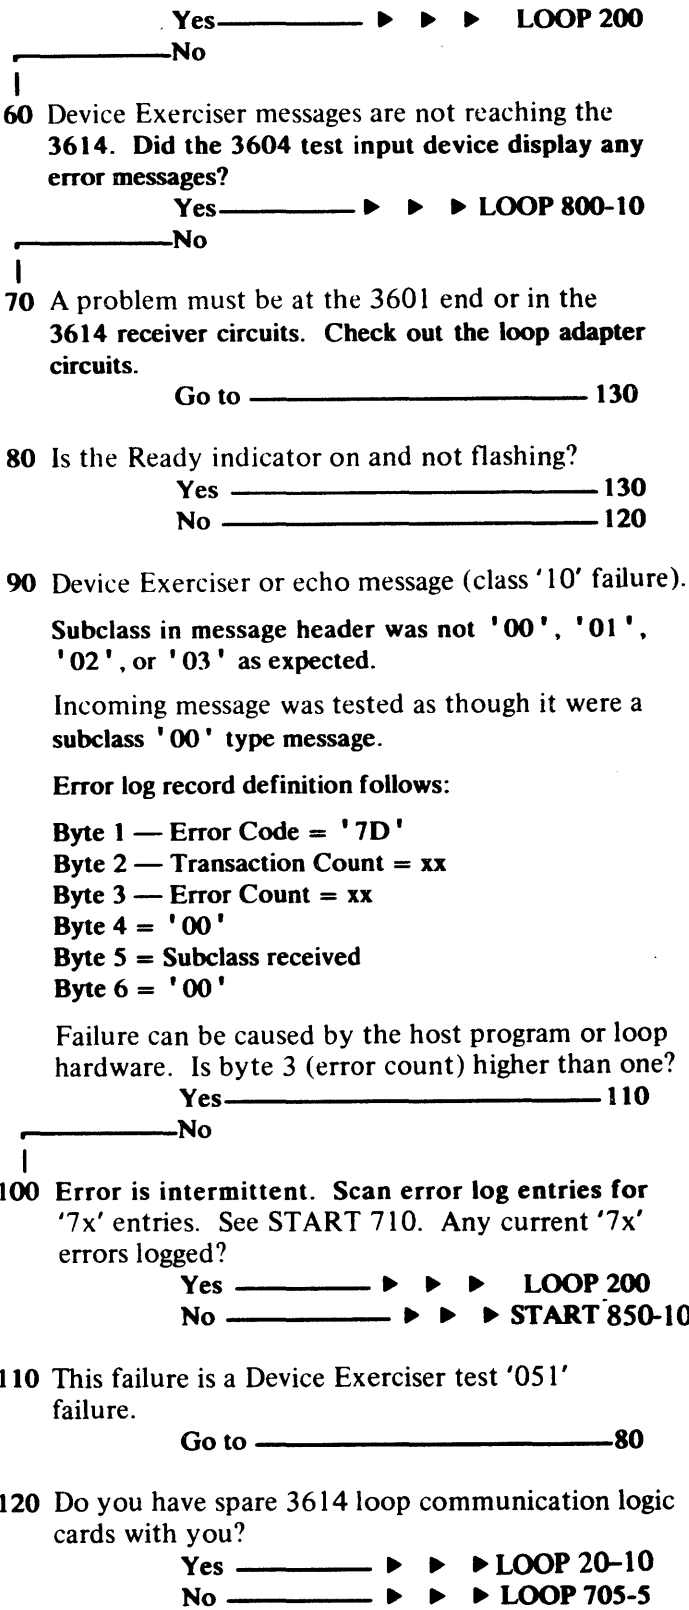 Yes ▶ ▶ ▶ LOOP 200
No
60 Device Exerciser messages are not reaching the
3614. Did the 3604 test input device display any
error messages?
Yes ▶ ▶ ▶ LOOP 800-10
No
70 A problem must be at the 3601 end or in the
3614 receiver circuits. Check out the loop adapter
circuits.
Go to 130
80 Is the Ready indicator on and not flashing?
Yes 130
No 120
90 Device Exerciser or echo message (class '10' failure).
Subclass in message header was not '00', '01',
'02', or '03' as expected.
Incoming message was tested as though it were a
subclass '00' type message.
Error log record definition follows:
Byte 1 — Error Code = '7D'
Byte 2 — Transaction Count = xx
Byte 3 — Error Count = xx
Byte 4 = '00'
Byte 5 = Subclass received
Byte 6 = '00'
Failure can be caused by the host program or loop
hardware. Is byte 3 (error count) higher than one?
Yes 110
No
100 Error is intermittent. Scan error log entries for
'7x' entries. See START 710. Any current '7x'
errors logged?
Yes ▶ ▶ ▶ LOOP 200
No ▶ ▶ ▶ START 850-10
110 This failure is a Device Exerciser test '051'
failure.
Go to 80
120 Do you have spare 3614 loop communication logic
cards with you?
Yes ▶ ▶ ▶ LOOP 20-10
No ▶ ▶ ▶ LOOP 705-5